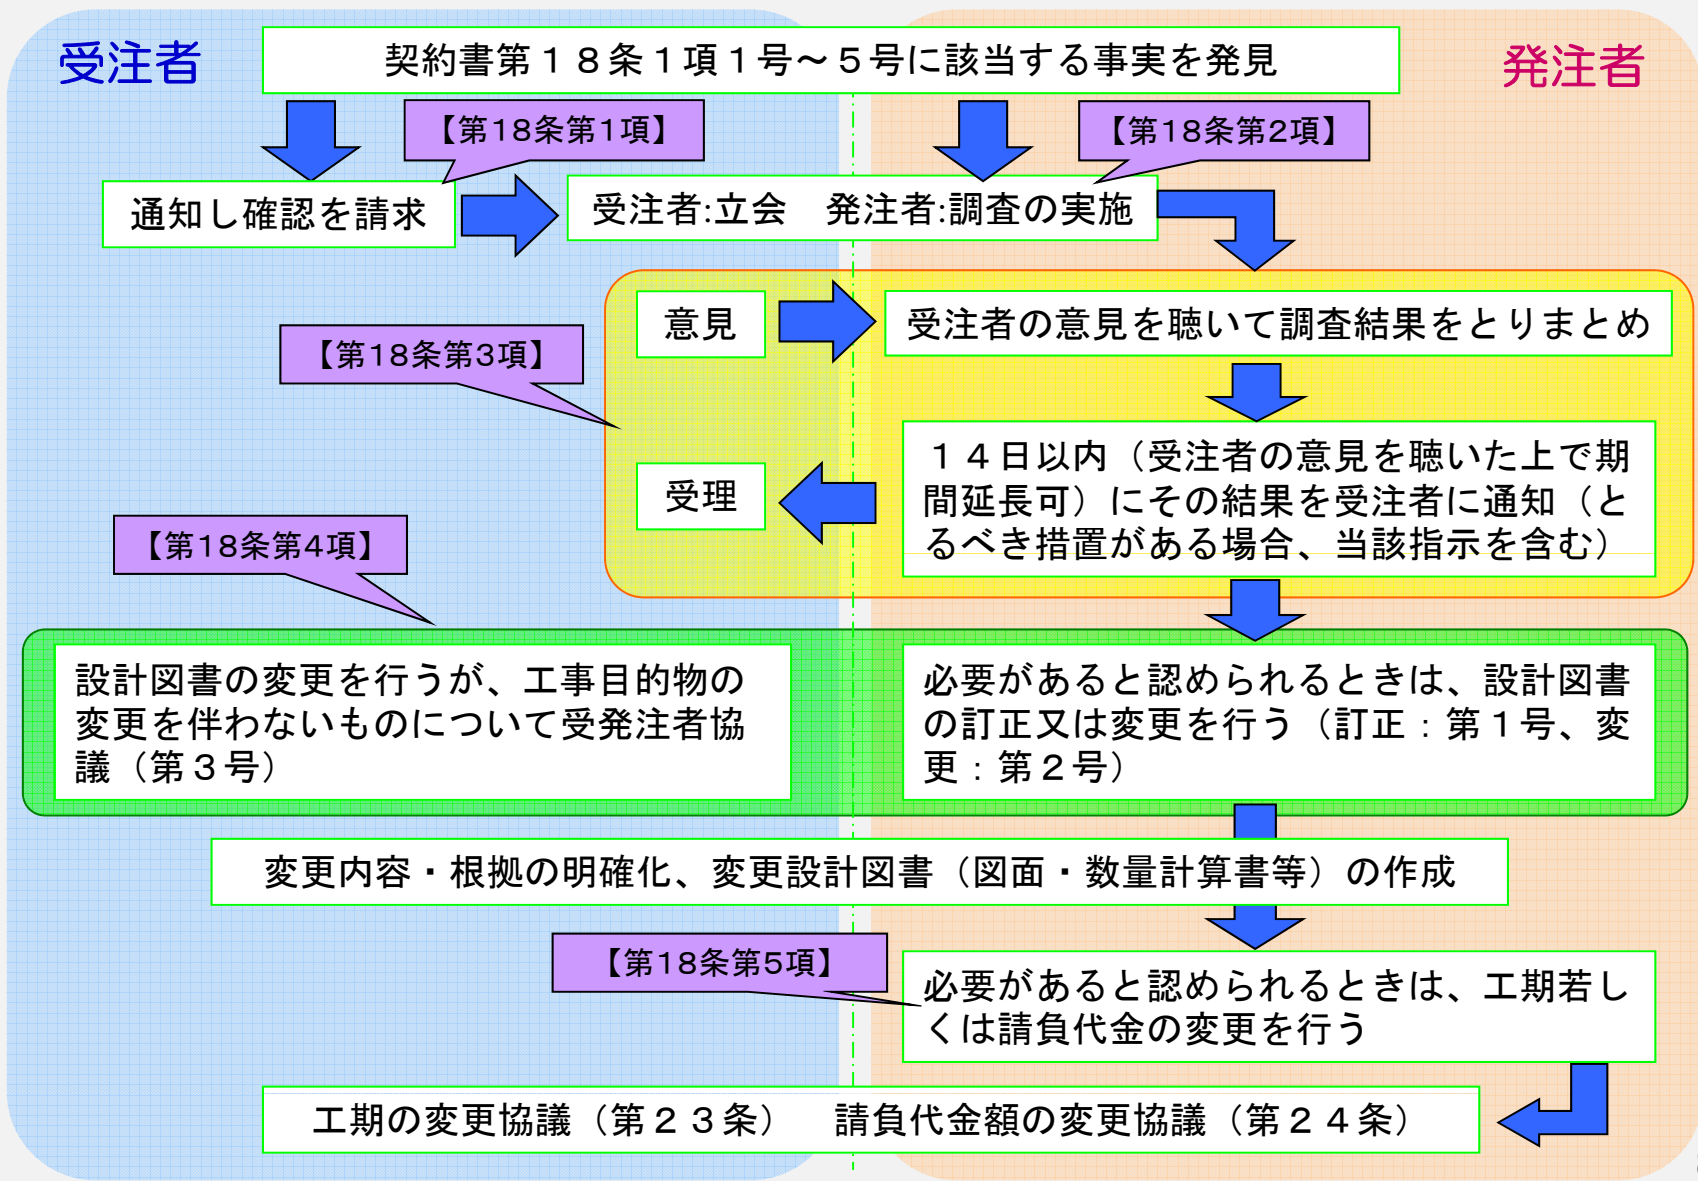 受注者
契約書第１８条１項１号～５号に該当する事実を発見
発注者
【第18条第1項】
【第18条第2項】
通知し確認を請求
受注者:立会　発注者:調査の実施
意見
受注者の意見を聴いて調査結果をとりまとめ
【第18条第3項】
１４日以内（受注者の意見を聴いた上で期
間延長可）にその結果を受注者に通知（と
るべき措置がある場合、当該指示を含む）
受理
【第18条第4項】
設計図書の変更を行うが、工事目的物の
変更を伴わないものについて受発注者協
議（第３号）
必要があると認められるときは、設計図書
の訂正又は変更を行う（訂正：第１号、変
更：第２号）
変更内容・根拠の明確化、変更設計図書（図面・数量計算書等）の作成
【第18条第5項】
必要があると認められるときは、工期若し
くは請負代金の変更を行う
工期の変更協議（第２３条）　請負代金額の変更協議（第２４条）